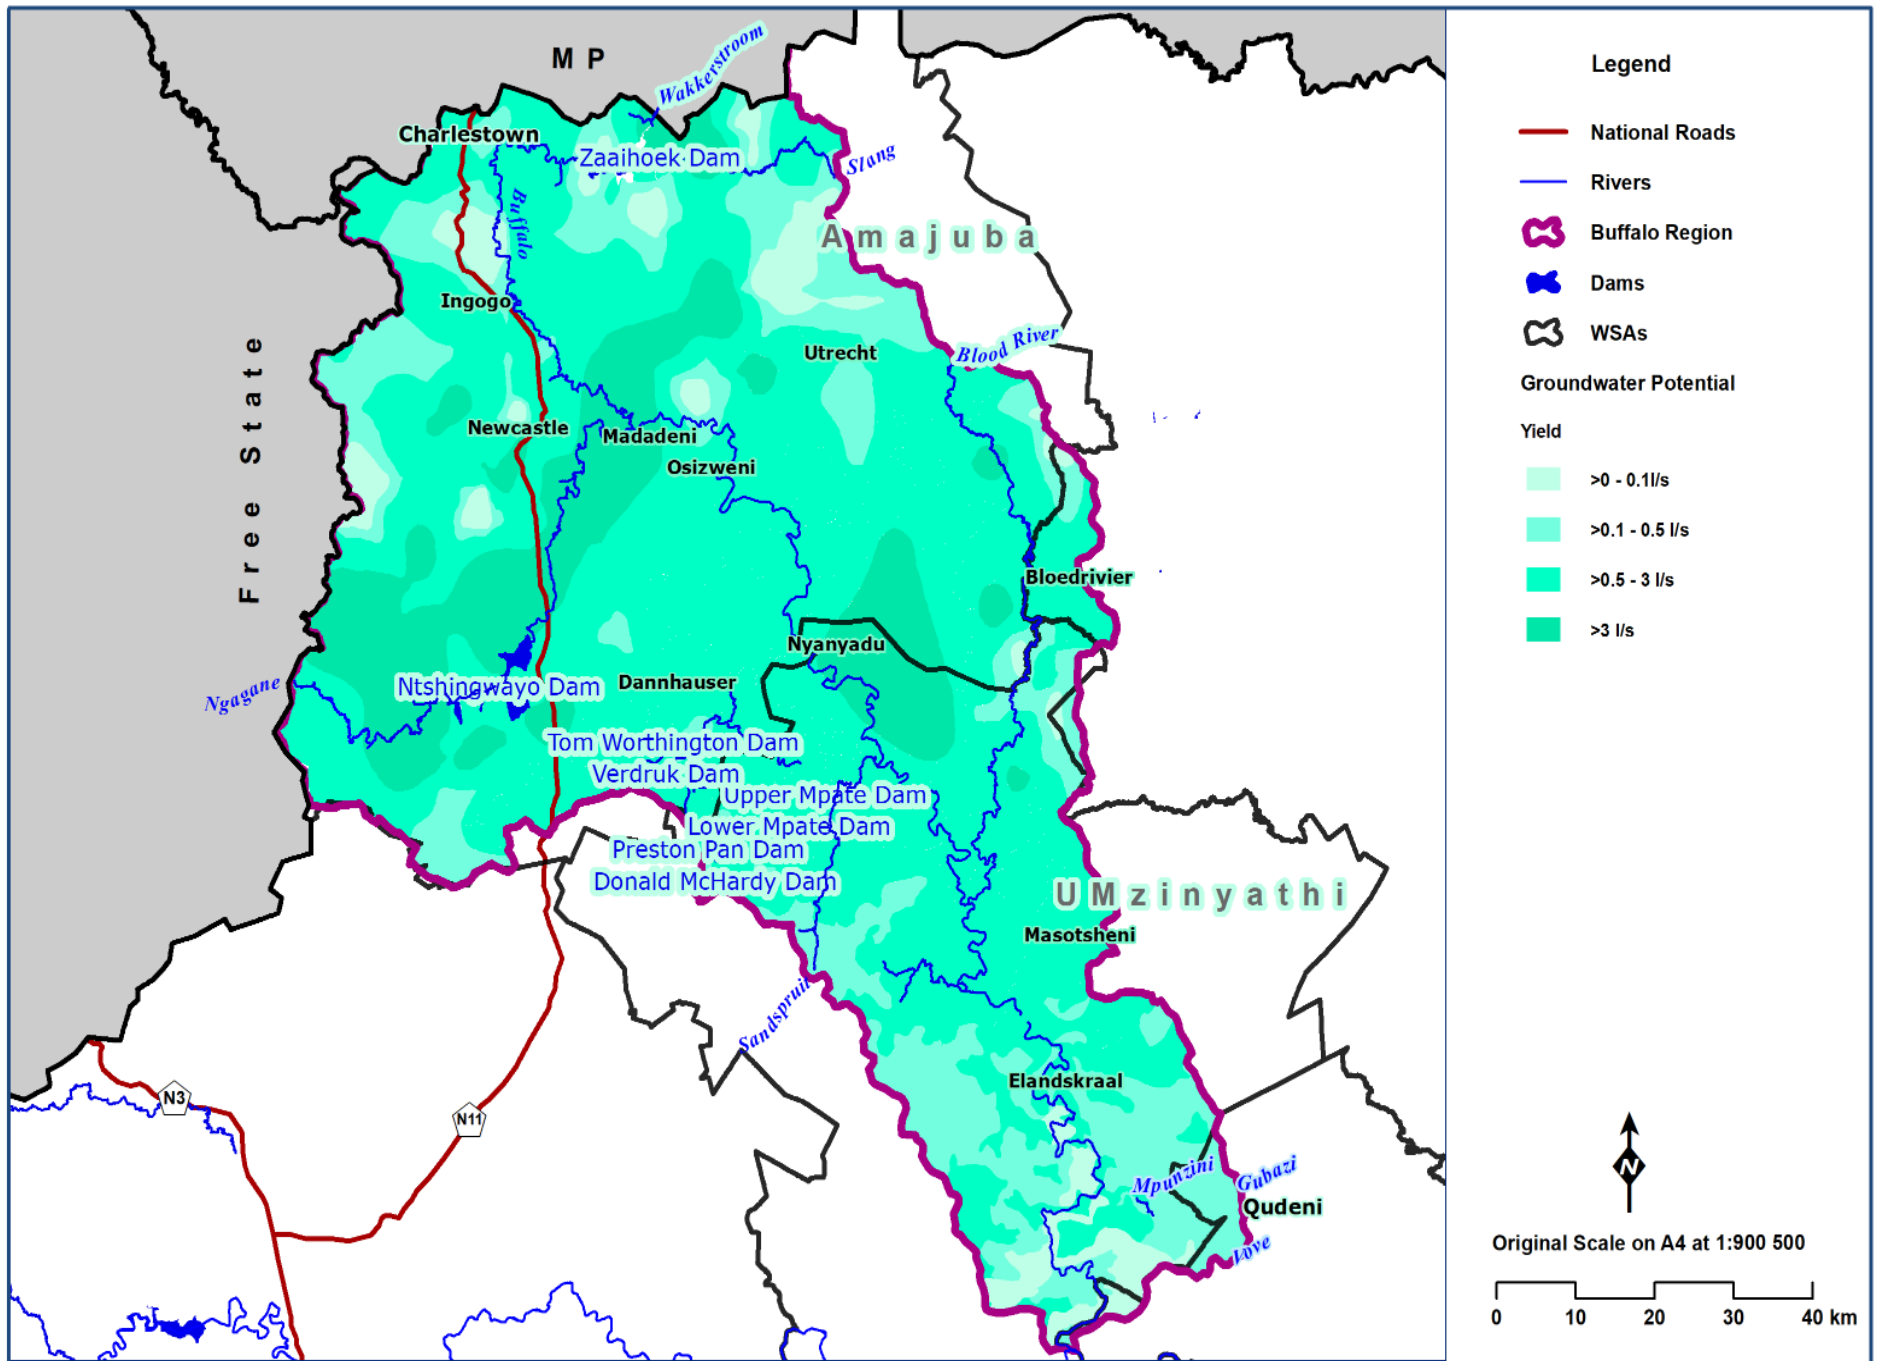 M P
Wakkerstroom
Charlestown
Zaaihoek Dam
Slang
Buffalo
Amajuba
Ingogo
Free State
Utrecht
Blood River
Newcastle
Madadeni
Osizweni
Bloedrivier
Nyanyadu
Ngagane
Ntshingwayo Dam
Dannhauser
Tom Worthington Dam
Verdruk Dam
Upper Mpate Dam
Lower Mpate Dam
Preston Pan Dam
Donald McHardy Dam
UMzinyathi
Masotsheni
Sandspruit
Elandskraal
N3
N11
Mpunzini
Gubazi
Qudeni
Vove
Legend
National Roads
Rivers
Buffalo Region
Dams
WSAs
Groundwater Potential
Yield
>0 - 0.1l/s
>0.1 - 0.5 l/s
>0.5 - 3 l/s
>3 l/s
N
Original Scale on A4 at 1:900 500
0 10 20 30 40 km